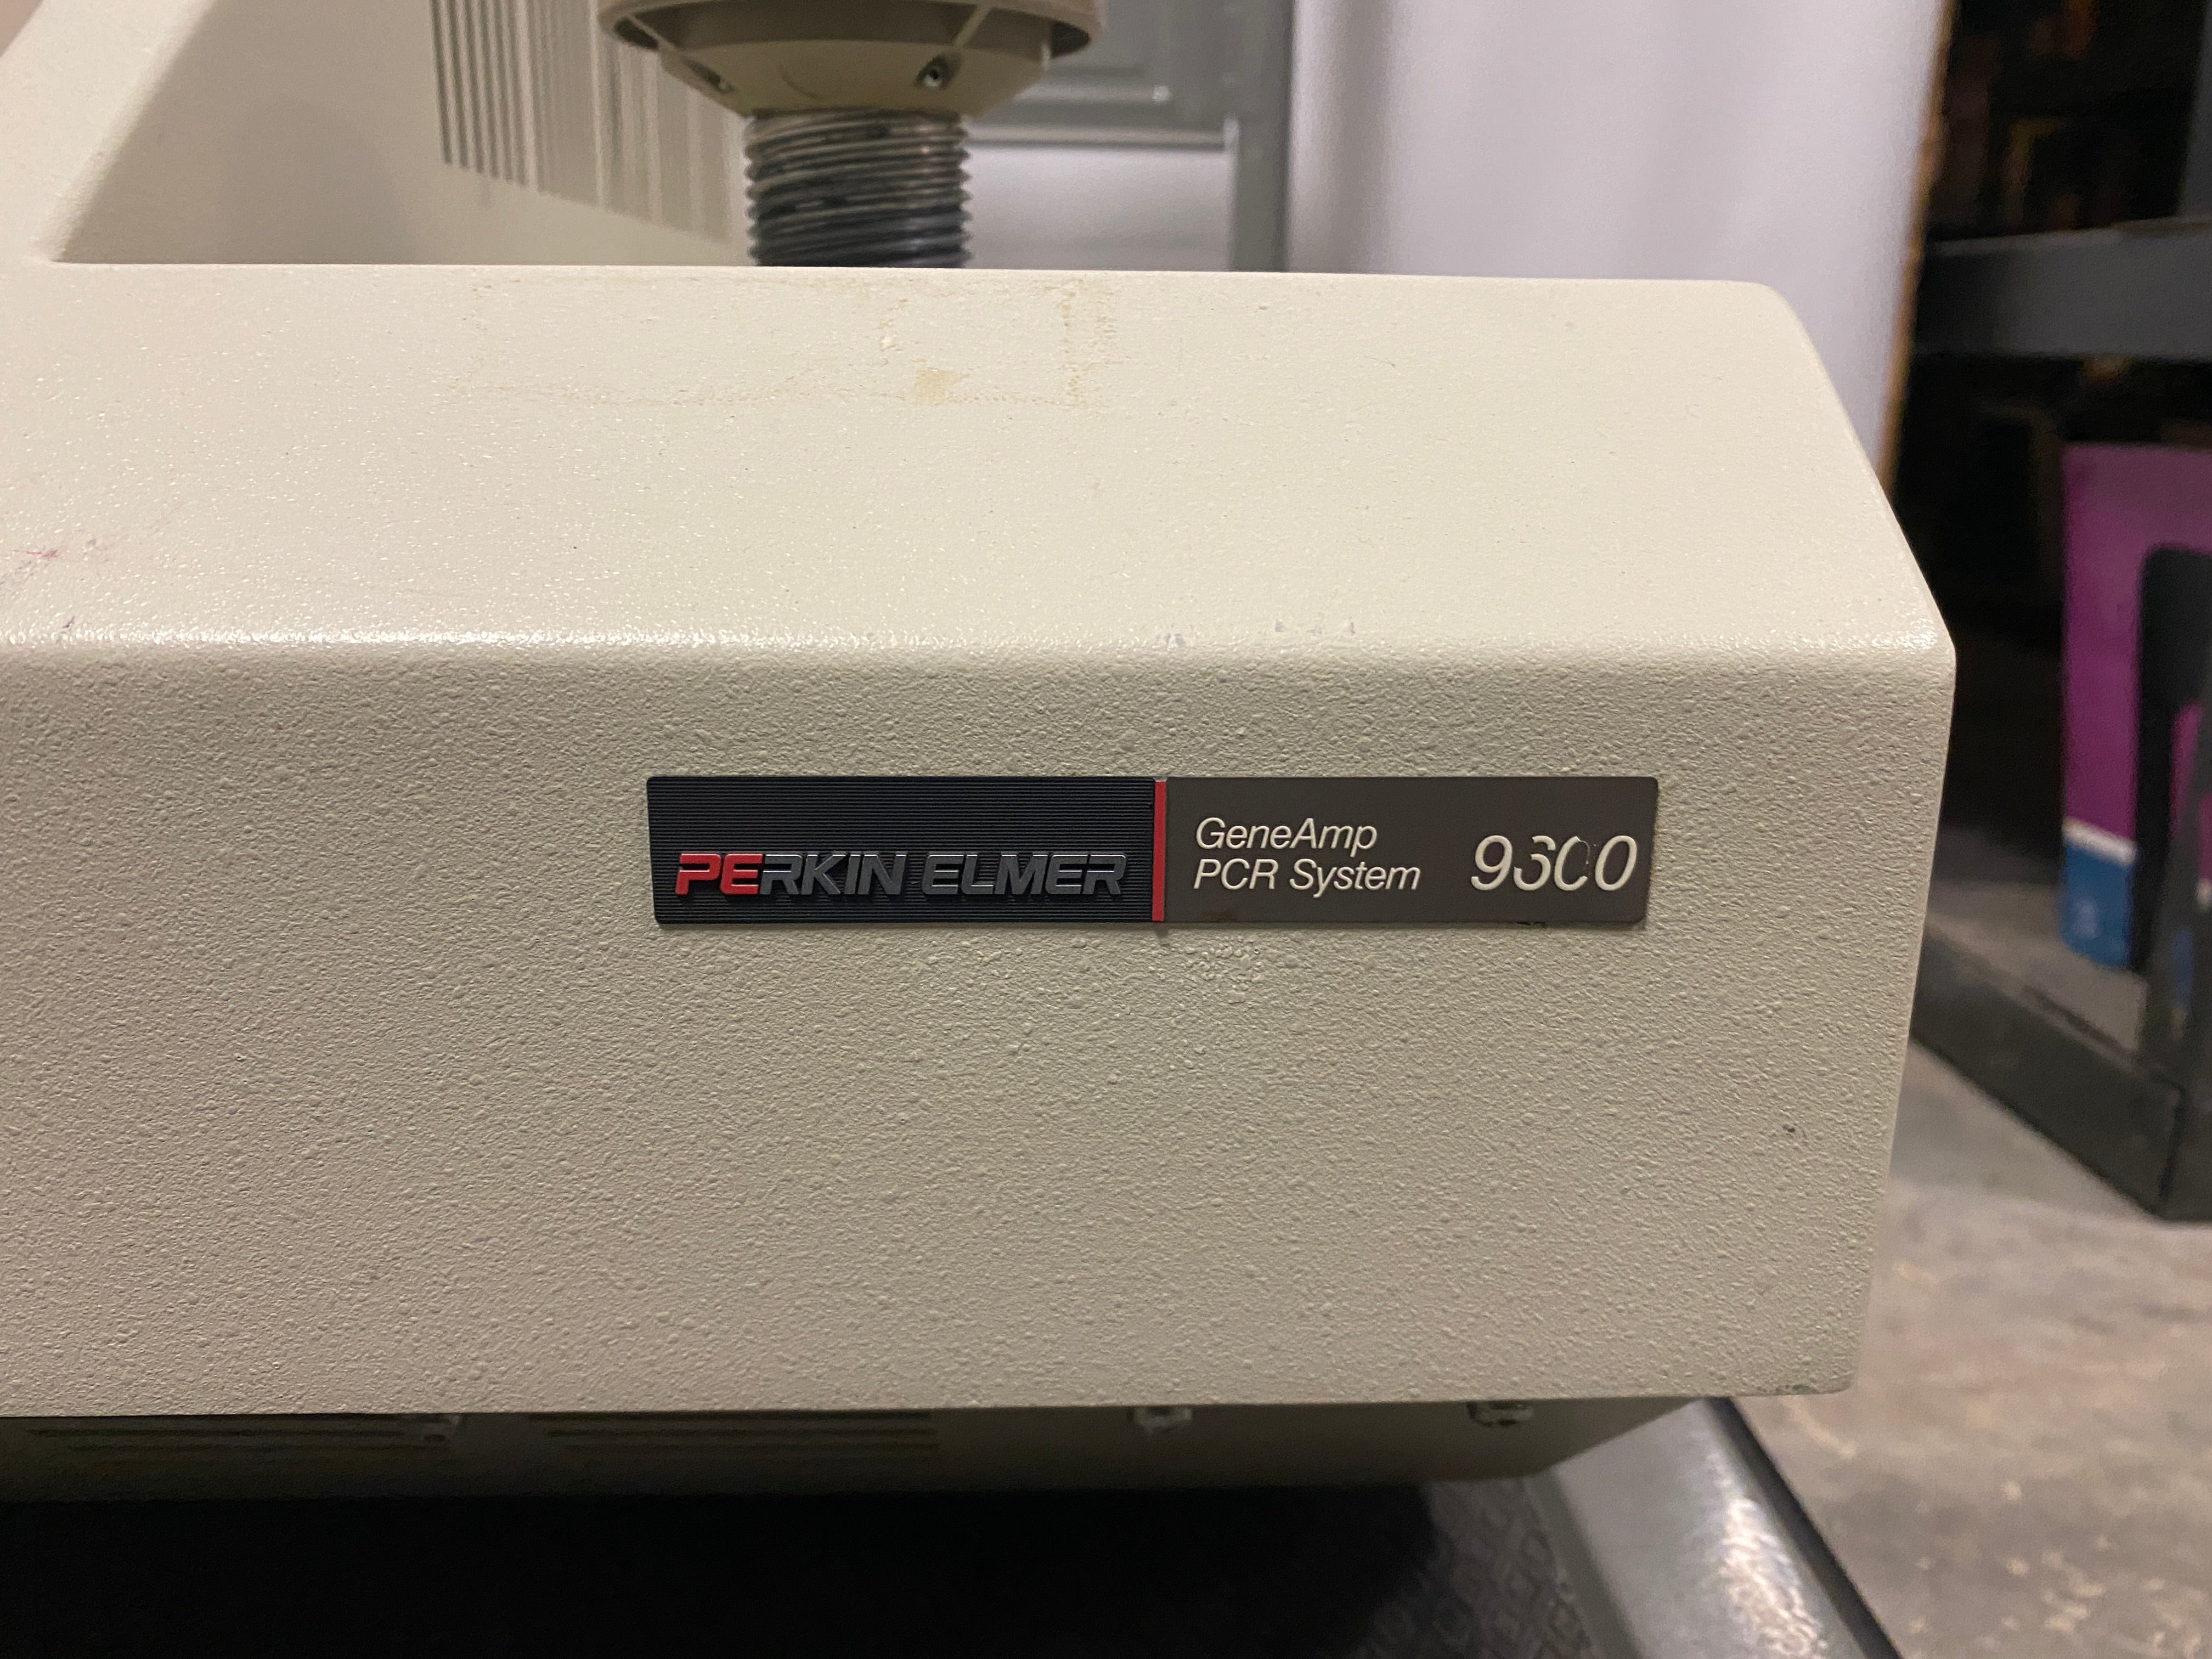 PERKIN ELMER
GeneAmp
PCR System
9600